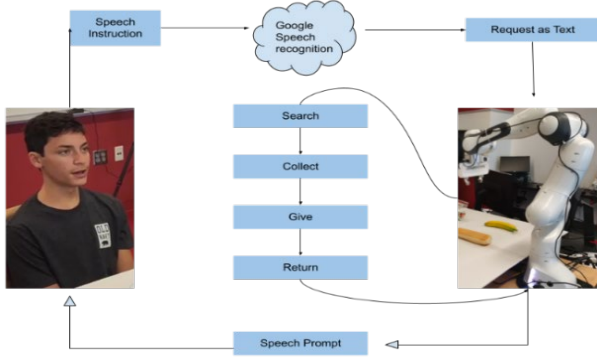 Speech
Instruction
Google
Speech
recognition
Request as Text
Search
Collect
Give
Return
Speech Prompt